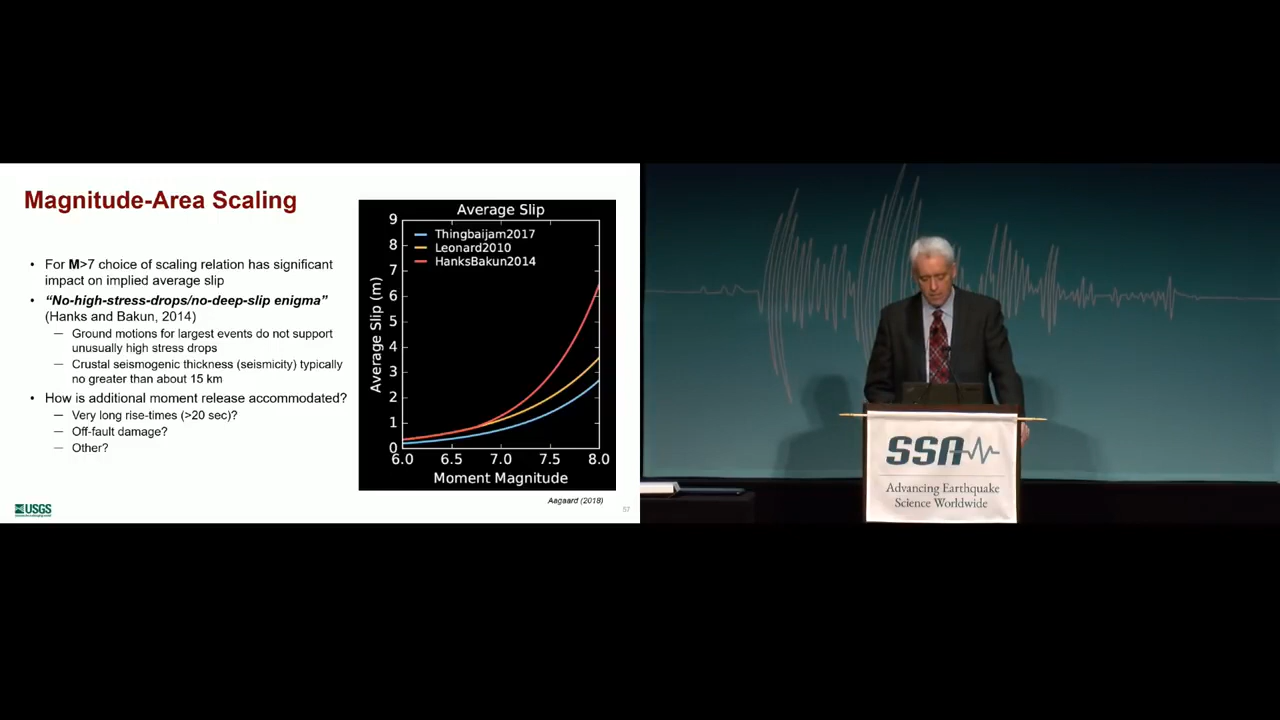 Magnitude-Area Scaling
• For M>7 choice of scaling relation has significant
impact on implied average slip
• “No-high-stress-drops/no-deep-slip enigma”
(Hanks and Bakun, 2014)
— Ground motions for largest events do not support
unusually high stress drops
— Crustal seismogenic thickness (seismicity) typically
no greater than about 15 km
• How is additional moment release accommodated?
— Very long rise-times (>20 sec)?
— Off-fault damage?
— Other?
Average Slip
Thingbaijam2017
Leonard2010
HanksBakun2014
Average Slip (m)
9
8
7
6
5
4
3
2
1
0
6.0 6.5 7.0 7.5 8.0
Moment Magnitude
Aagaard (2018)
57
USGS
SSA
Advancing Earthquake
Science Worldwide